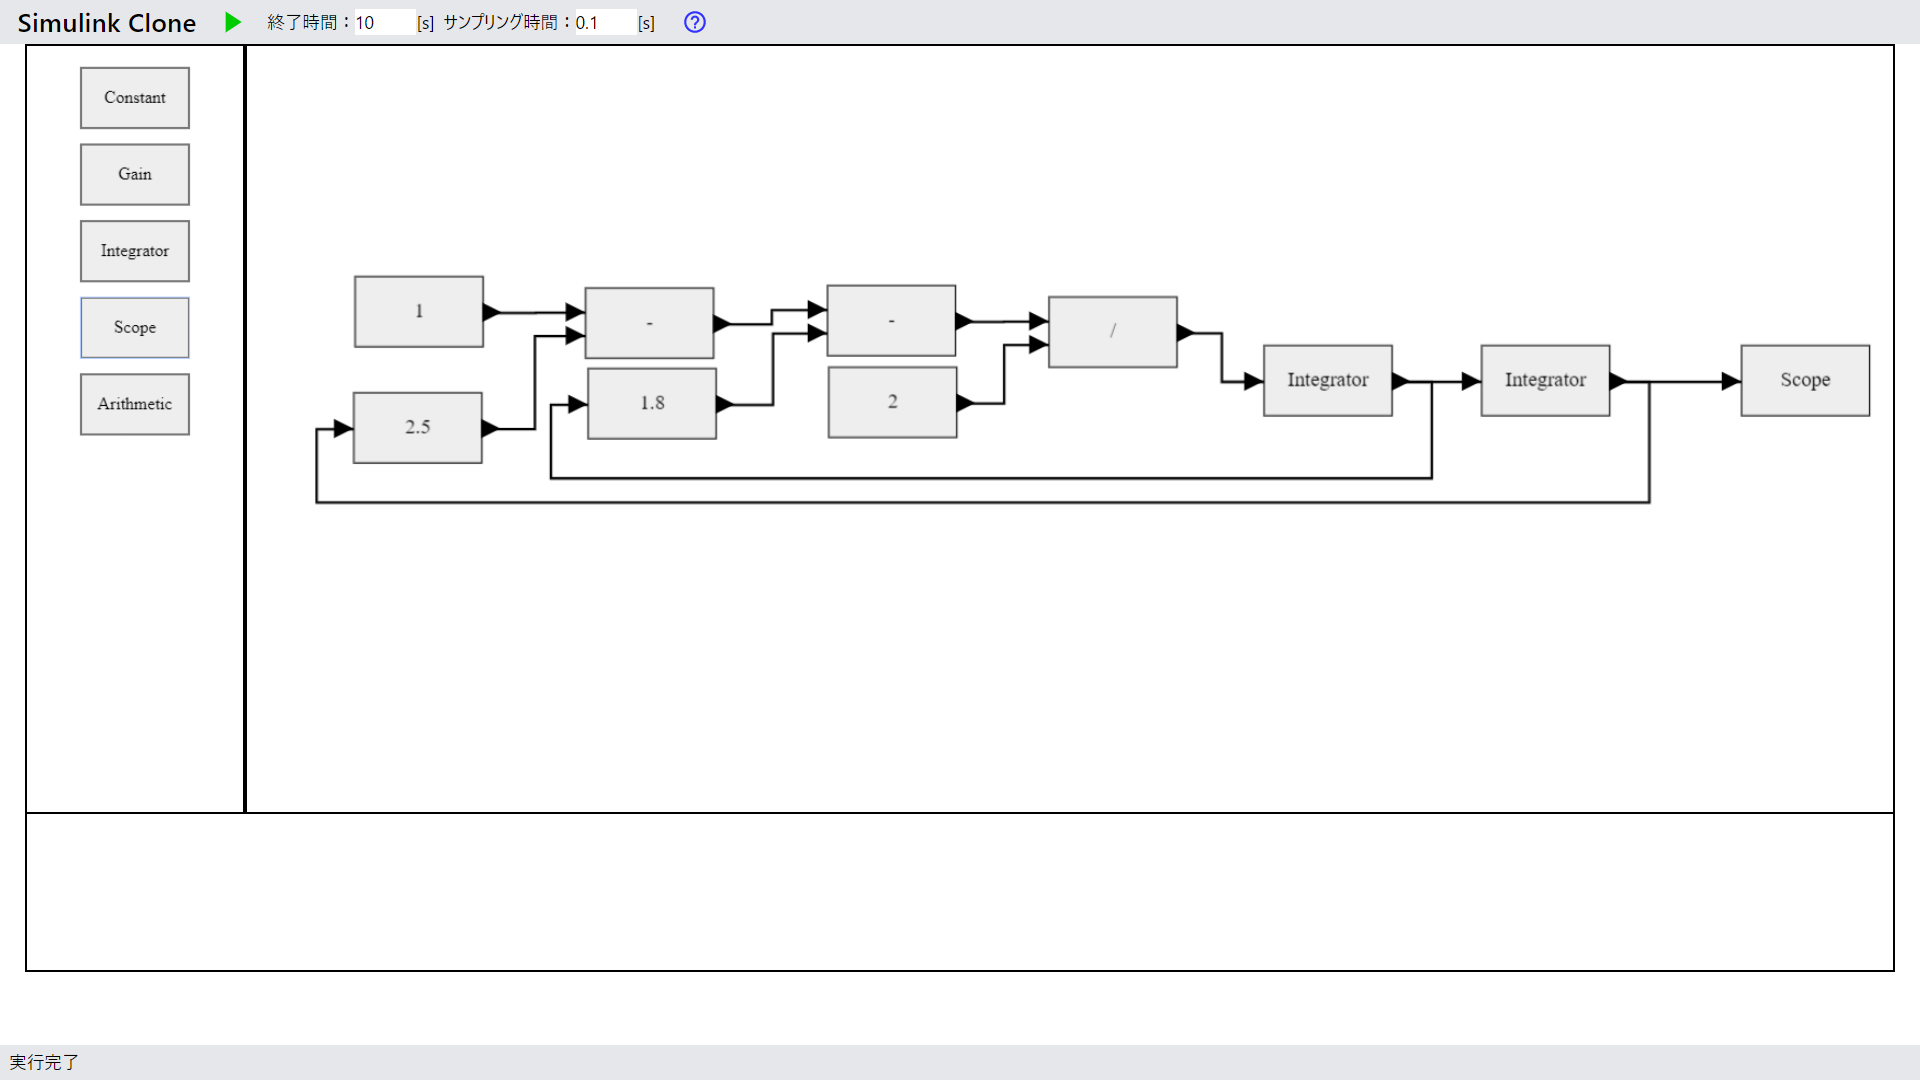 Simulink Clone 終了時間：10 [s] サンプリング時間：0.1 [s] ?
Constant
Gain
Integrator
Scope
Arithmetic
1
-
-
/
2.5
1.8
2
Integrator
Integrator
Scope
実行完了